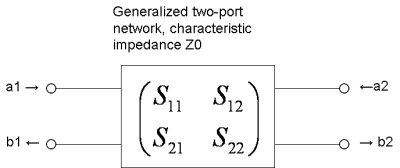 Generalized two-port
network, characteristic
impedance Z0
a1 → ←a2
S11 S12
S21 S22
b1 ← → b2